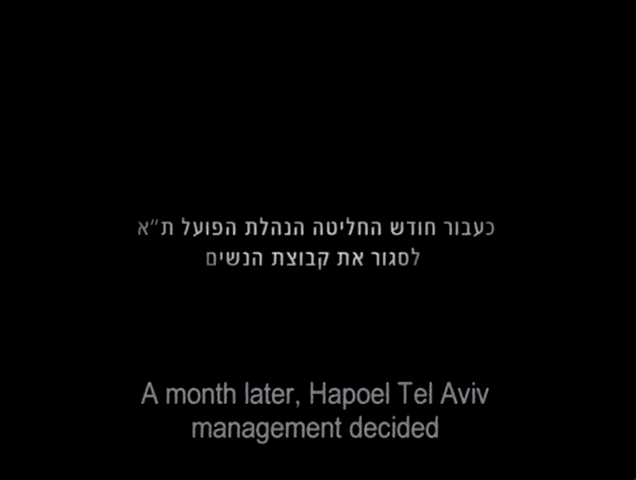 כעבור חודש החליטה הנהלת הפועל ת״א
לסגור את קבוצת הנשים
A month later, Hapoel Tel Aviv
management decided